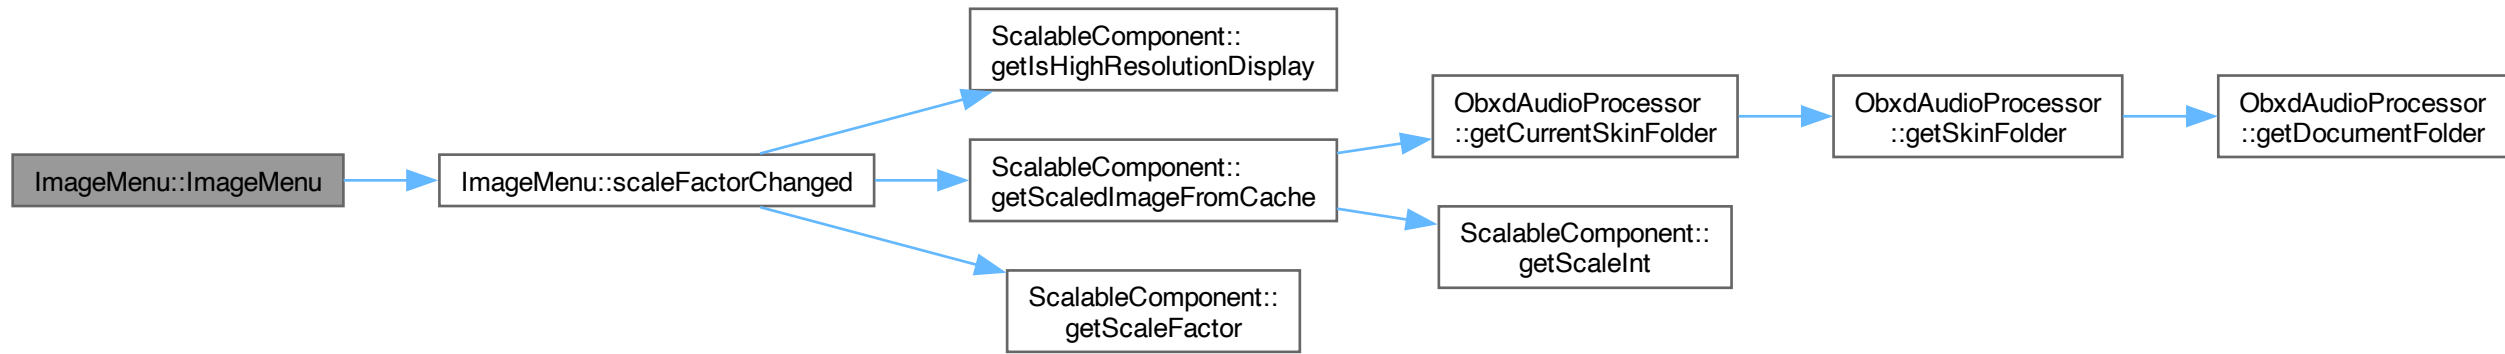 ImageMenu::ImageMenu
ImageMenu::scaleFactorChanged
ScalableComponent::
getIsHighResolutionDisplay
ScalableComponent::
getScaledImageFromCache
ScalableComponent::
getScaleFactor
ObxdAudioProcessor
::getCurrentSkinFolder
ScalableComponent::
getScaleInt
ObxdAudioProcessor
::getSkinFolder
ObxdAudioProcessor
::getDocumentFolder